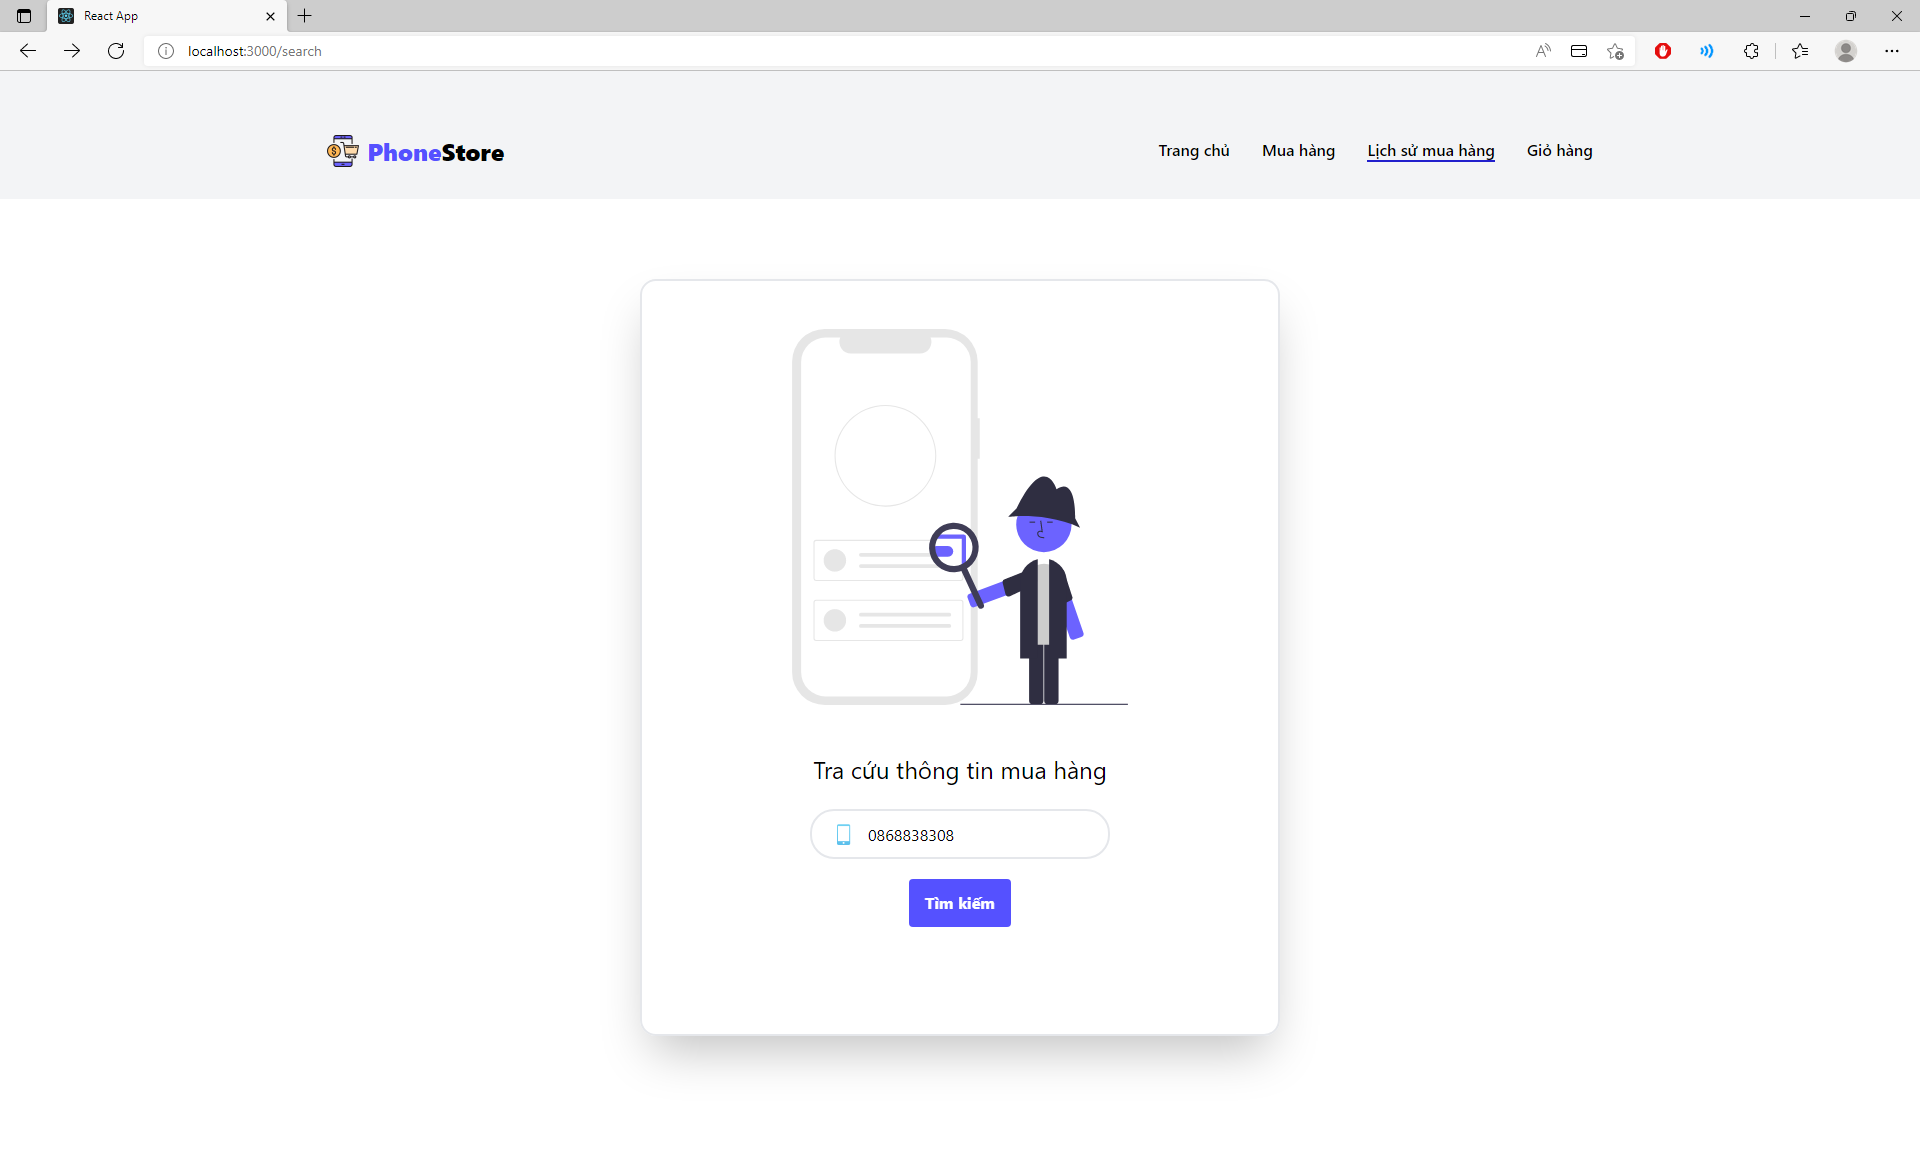 React App
localhost:3000/search
PhoneStore
Trang chủ
Mua hàng
Lịch sử mua hàng
Giỏ hàng
Tra cứu thông tin mua hàng
0868838308
Tìm kiếm